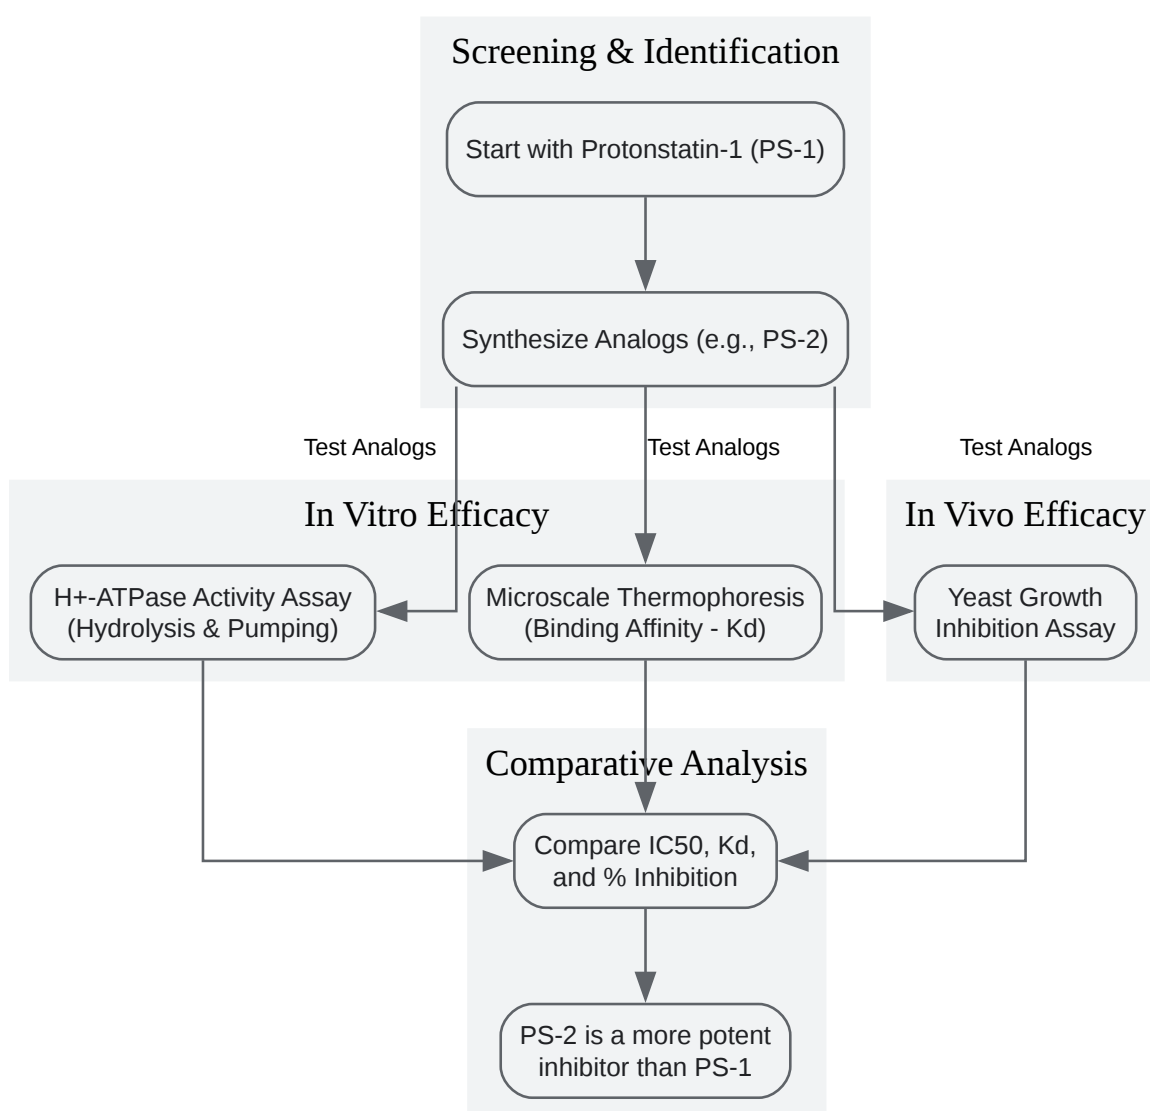 Screening & Identification
Start with Protonstatin-1 (PS-1)
Synthesize Analogs (e.g., PS-2)
Test Analogs
Test Analogs
Test Analogs
In Vitro Efficacy
In Vivo Efficacy
H+-ATPase Activity Assay
(Hydrolysis & Pumping)
Microscale Thermophoresis
(Binding Affinity - Kd)
Yeast Growth
Inhibition Assay
Comparative Analysis
Compare IC50, Kd,
and % Inhibition
PS-2 is a more potent
inhibitor than PS-1